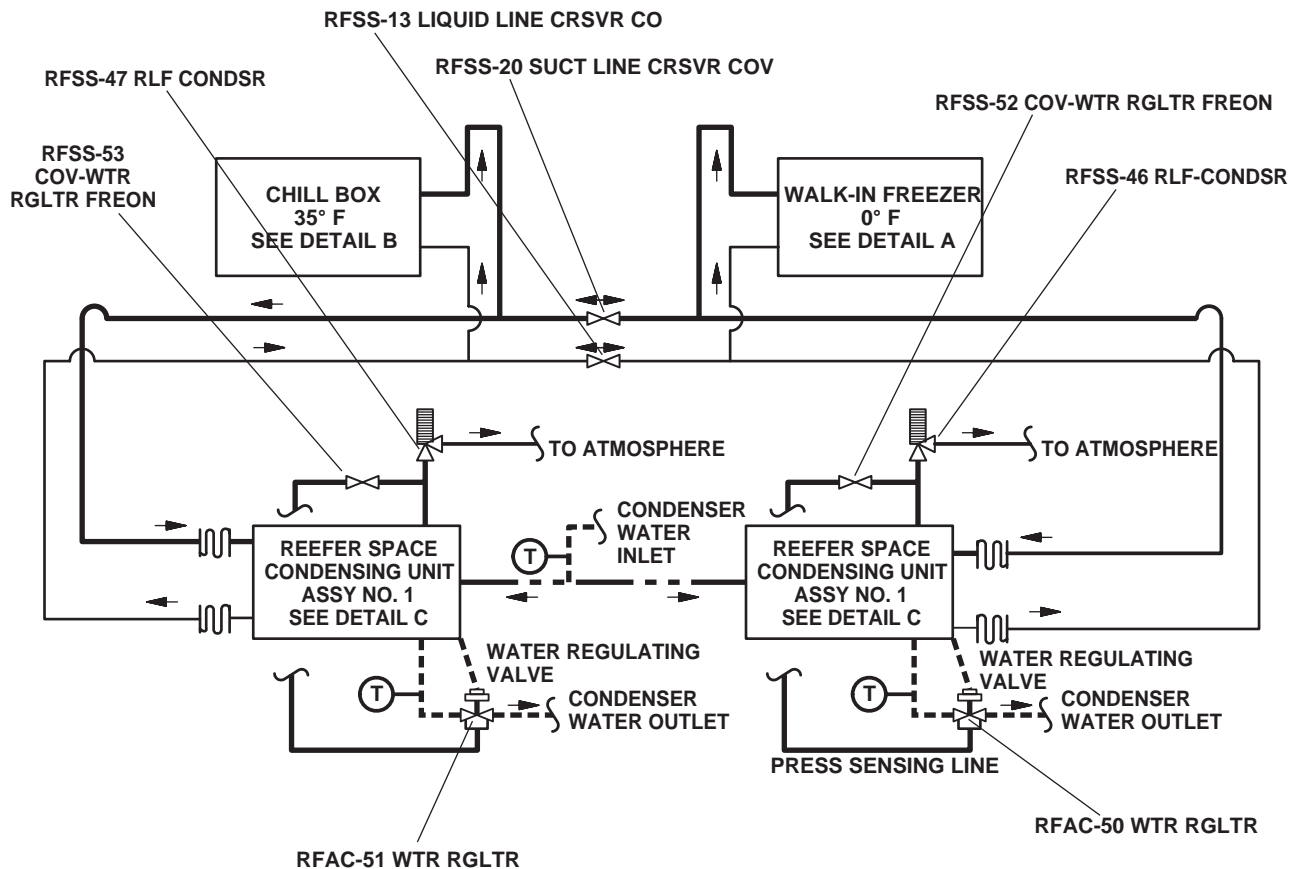 RFSS-13 LIQUID LINE CRSVR CO
RFSS-20 SUCT LINE CRSVR COV
RFSS-47 RLF CONDSR
RFSS-52 COV-WTR RGLTR FREON
RFSS-53
COV-WTR
RGLTR FREON
RFSS-46 RLF-CONDSR
CHILL BOX
35° F
SEE DETAIL B
WALK-IN FREEZER
0° F
SEE DETAIL A
TO ATMOSPHERE
TO ATMOSPHERE
CONDENSER
WATER
INLET
T
REEFER SPACE
CONDENSING UNIT
ASSY NO. 1
SEE DETAIL C
REEFER SPACE
CONDENSING UNIT
ASSY NO. 1
SEE DETAIL C
WATER REGULATING
VALVE
T
CONDENSER
WATER OUTLET
WATER REGULATING
VALVE
T
CONDENSER
WATER OUTLET
PRESS SENSING LINE
RFAC-50 WTR RGLTR
RFAC-51 WTR RGLTR